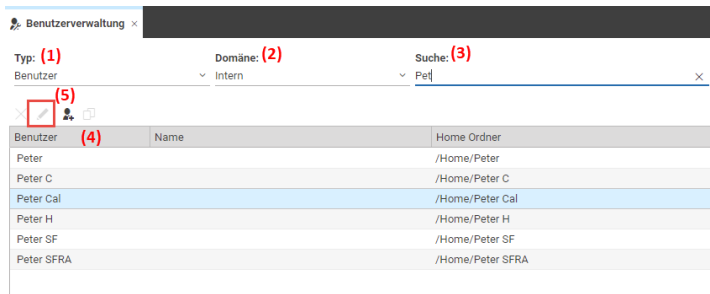 Benutzerverwaltung ×
Typ: (1) Domäne: (2) Suche: (3)
Benutzer Intern Pet ×
(5)
Benutzer (4) Name Home Ordner
Peter /Home/Peter
Peter C /Home/Peter C
Peter Cal /Home/Peter Cal
Peter H /Home/Peter H
Peter SF /Home/Peter SF
Peter SFRA /Home/Peter SFRA